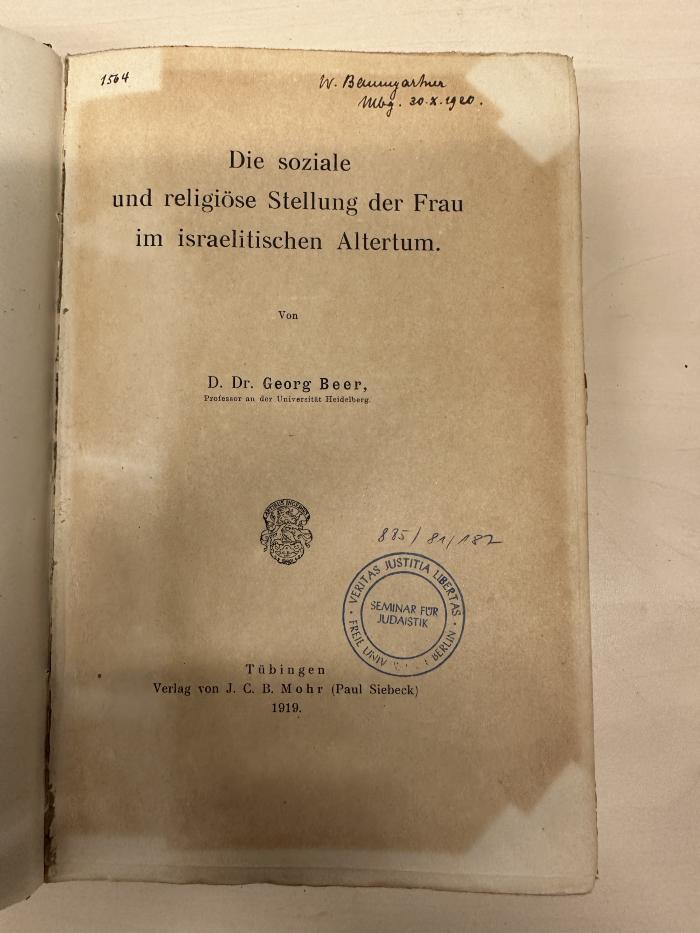 1564
W. Baumgartner
Mbg. 30.X.1920.
Die soziale
und religiöse Stellung der Frau
im israelitischen Altertum.
Von
D. Dr. Georg Beer,
Professor an der Universität Heidelberg.
885/81/182
VERITAS JUSTITIA LIBERTAS
SEMINAR FÜR
JUDAISTIK
FREIE UNIV BERLIN
Tübingen
Verlag von J. C. B. Mohr (Paul Siebeck)
1919.